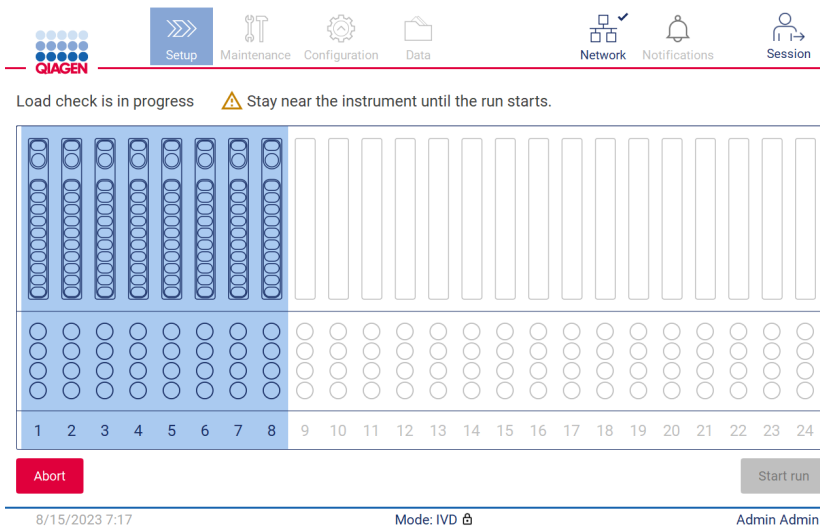 QIAGEN
Setup
Maintenance
Configuration
Data
Network
Notifications
Session
Load check is in progress
Stay near the instrument until the run starts.
1 2 3 4 5 6 7 8 9 10 11 12 13 14 15 16 17 18 19 20 21 22 23 24
Abort
Start run
8/15/2023 7:17
Mode: IVD
Admin Admin